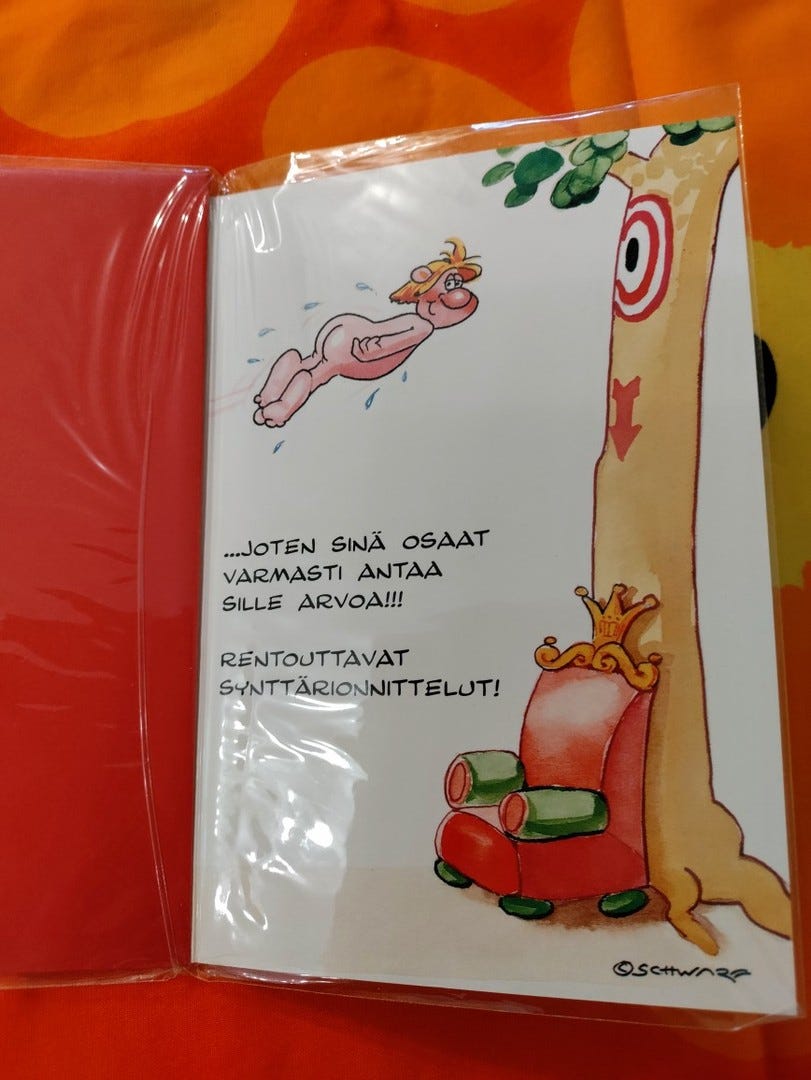 ...JOTEN SINÄ OSAAT
VARMASTI ANTAA
SILLE ARVOA!!!
RENTOUTTAVAT
SYNTTÄRIONNITTELUT!
©SCHWARZ